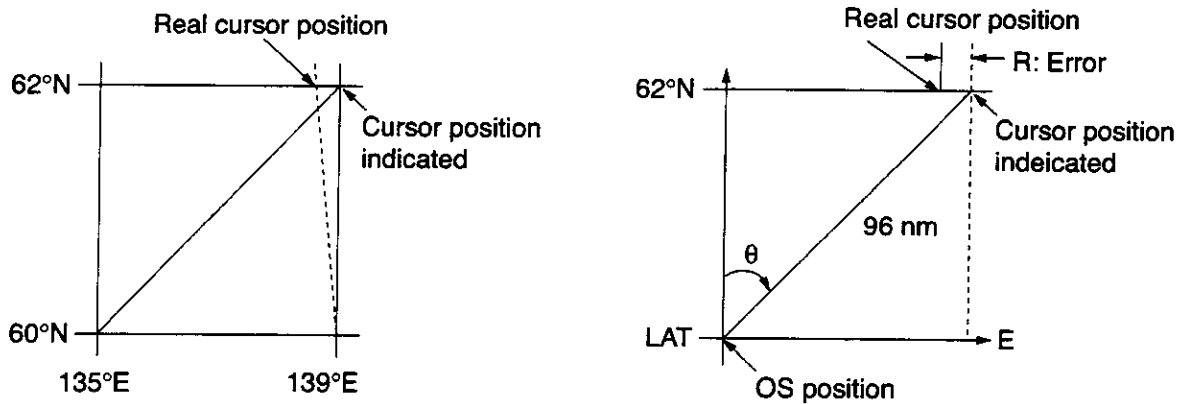 Real cursor position
62°N
Cursor position
indicated
60°N
135°E
139°E
Real cursor position
R: Error
62°N
Cursor position
indeicated
96 nm
θ
LAT
E
OS position